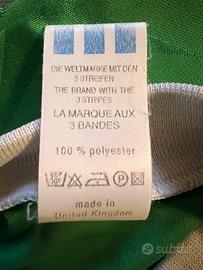 DIE WELTMARKE MIT DEN
3 STREIFEN
THE BRAND WITH THE
3 STRIPES
LA MARQUE AUX
3 BANDES
100 % polyester
made in
United Kingdom
subito